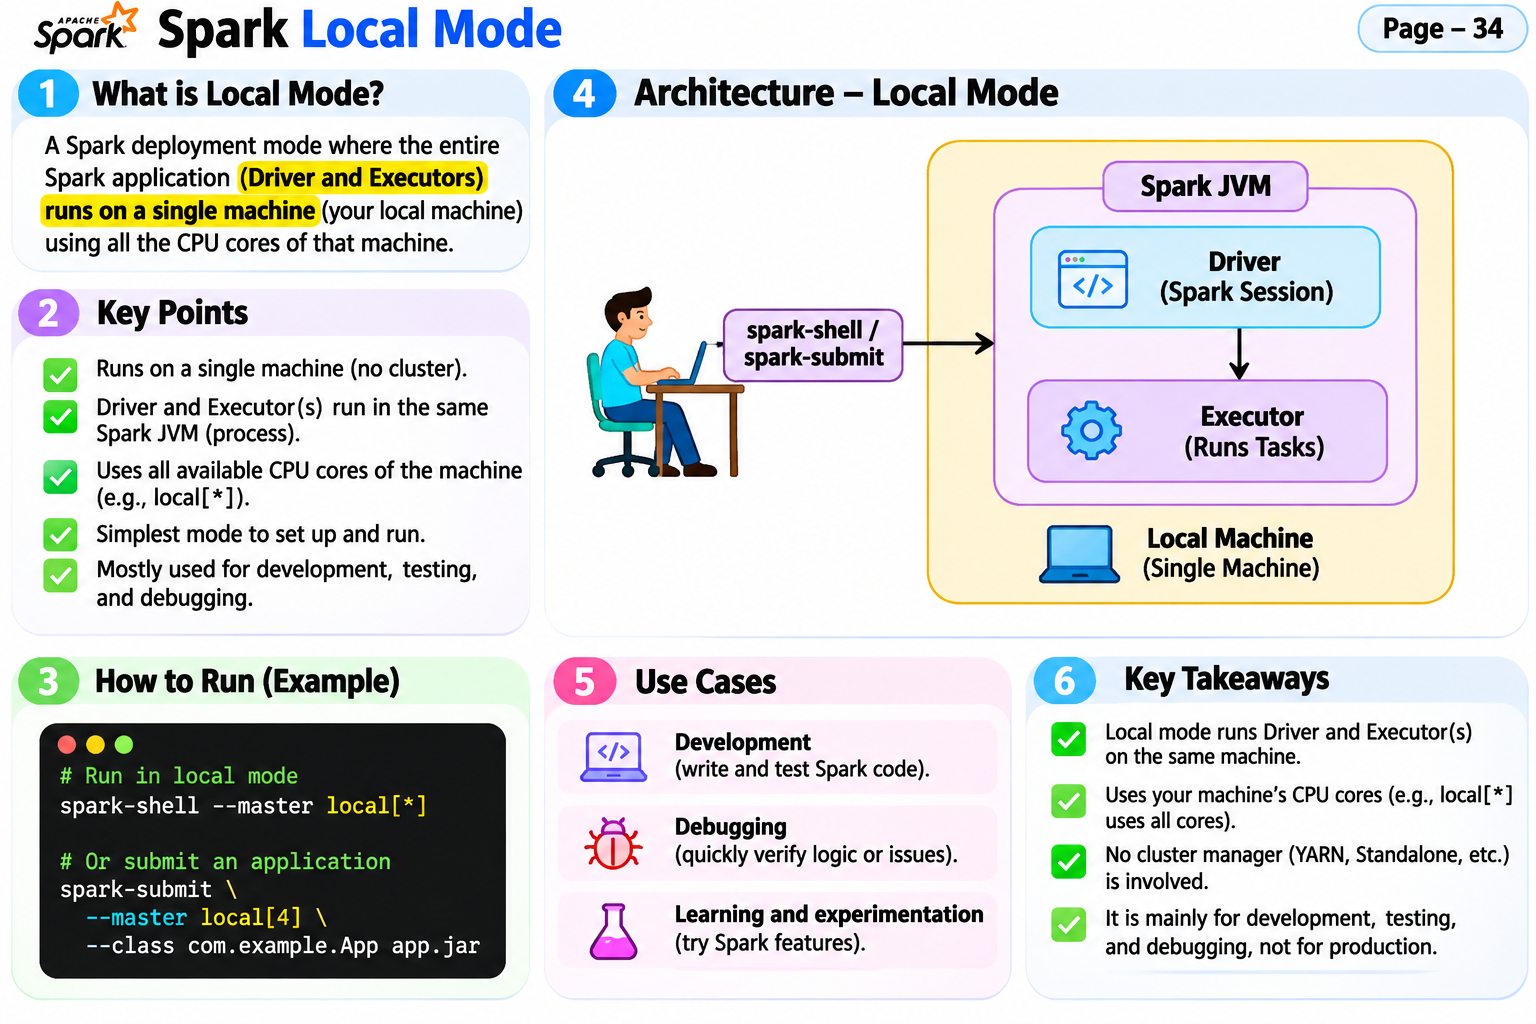 APACHE
Spark
Spark Local Mode
Page – 34
1 What is Local Mode?
A Spark deployment mode where the entire
Spark application (Driver and Executors)
runs on a single machine (your local machine)
using all the CPU cores of that machine.
2 Key Points
Runs on a single machine (no cluster).
Driver and Executor(s) run in the same
Spark JVM (process).
Uses all available CPU cores of the machine
(e.g., local[*]).
Simplest mode to set up and run.
Mostly used for development, testing,
and debugging.
3 How to Run (Example)
# Run in local mode
spark-shell --master local[*]
# Or submit an application
spark-submit \
--master local[4] \
--class com.example.App app.jar
4 Architecture – Local Mode
spark-shell /
spark-submit
Spark JVM
</>
Driver
(Spark Session)
Executor
(Runs Tasks)
Local Machine
(Single Machine)
5 Use Cases
</>
Development
(write and test Spark code).
Debugging
(quickly verify logic or issues).
Learning and experimentation
(try Spark features).
6 Key Takeaways
Local mode runs Driver and Executor(s)
on the same machine.
Uses your machine's CPU cores (e.g., local[*]
uses all cores).
No cluster manager (YARN, Standalone, etc.)
is involved.
It is mainly for development, testing,
and debugging, not for production.